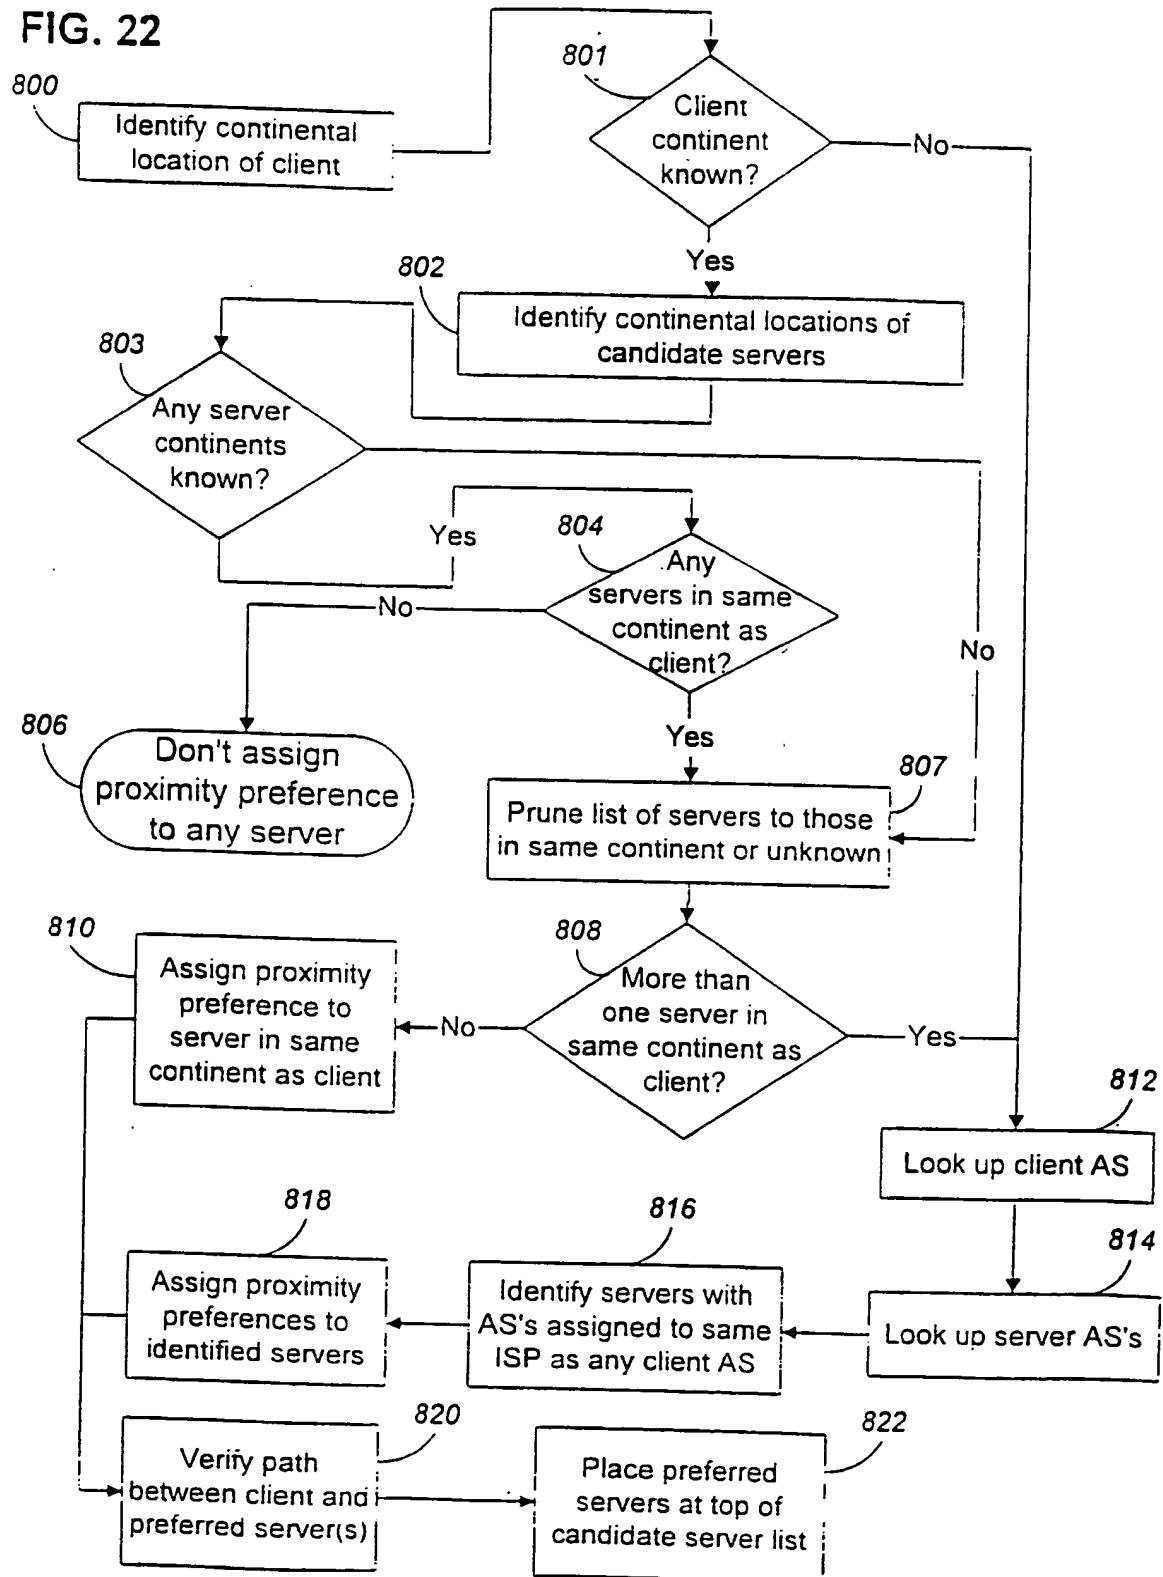 FIG. 22
800
Identify continental
location of client
801
Client
continent
known?
No
Yes
802
Identify continental locations of
candidate servers
803
Any server
continents
known?
Yes
804
Any
servers in same
continent as
client?
No
No
Yes
806
Don't assign
proximity preference
to any server
807
Prune list of servers to those
in same continent or unknown
808
More than
one server in
same continent as
client?
No
Yes
810
Assign proximity
preference to
server in same
continent as client
812
Look up client AS
814
Look up server AS's
816
Identify servers with
AS's assigned to same
ISP as any client AS
818
Assign proximity
preferences to
identified servers
820
Verify path
between client and
preferred server(s)
822
Place preferred
servers at top of
candidate server list